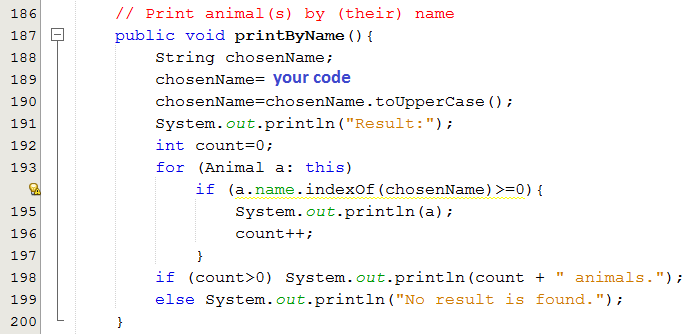 186 // Print animal(s) by (their) name
187 public void printByName(){
188 String chosenName;
189 chosenName= your code
190 chosenName=chosenName.toUpperCase();
191 System.out.println("Result:");
192 int count=0;
193 for (Animal a: this)
if (a.name.indexOf(chosenName)>=0){
195 System.out.println(a);
196 count++;
197 }
198 if (count>0) System.out.println(count + " animals.");
199 else System.out.println("No result is found.");
200 }